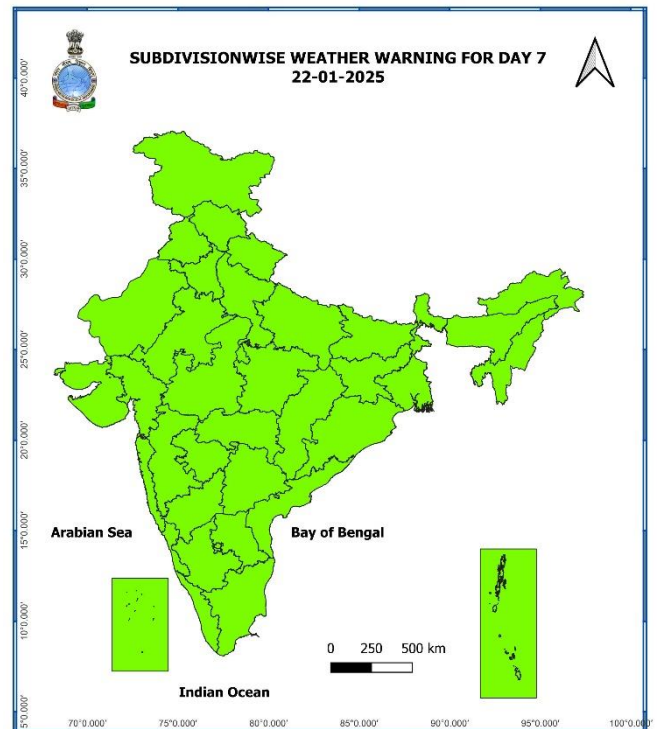 SUBDIVISIONWISE WEATHER WARNING FOR DAY 7
22-01-2025
40°0.000'
35°0.000'
30°0.000'
25°0.000'
20°0.000'
15°0.000'
10°0.000'
5°0.000'
Arabian Sea
Bay of Bengal
0 250 500 km
Indian Ocean
70°0.000' 75°0.000' 80°0.000' 85°0.000' 90°0.000' 95°0.000' 100°0.000'